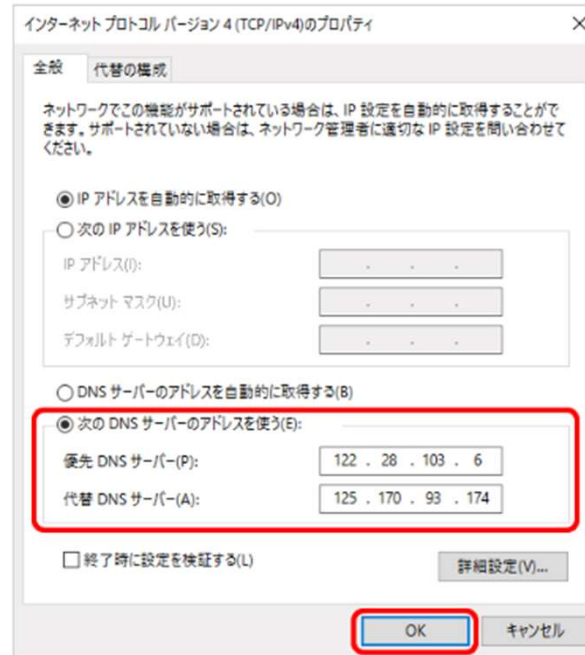 インターネット プロトコル バージョン 4 (TCP/IPv4)のプロパティ
全般
代替の構成
ネットワークでこの機能がサポートされている場合は、IP 設定を自動的に取得することがで
きます。サポートされていない場合は、ネットワーク管理者に適切な IP 設定を問い合わせて
ください。
IP アドレスを自動的に取得する(O)
次の IP アドレスを使う(S):
IP アドレス(I):
サブネット マスク(U):
デフォルト ゲートウェイ(D):
DNS サーバーのアドレスを自動的に取得する(B)
次の DNS サーバーのアドレスを使う(E):
優先 DNS サーバー(P): 122 . 28 . 103 . 6
代替 DNS サーバー(A): 125 . 170 . 93 . 174
終了時に設定を検証する(L)
詳細設定(V)...
OK
キャンセル